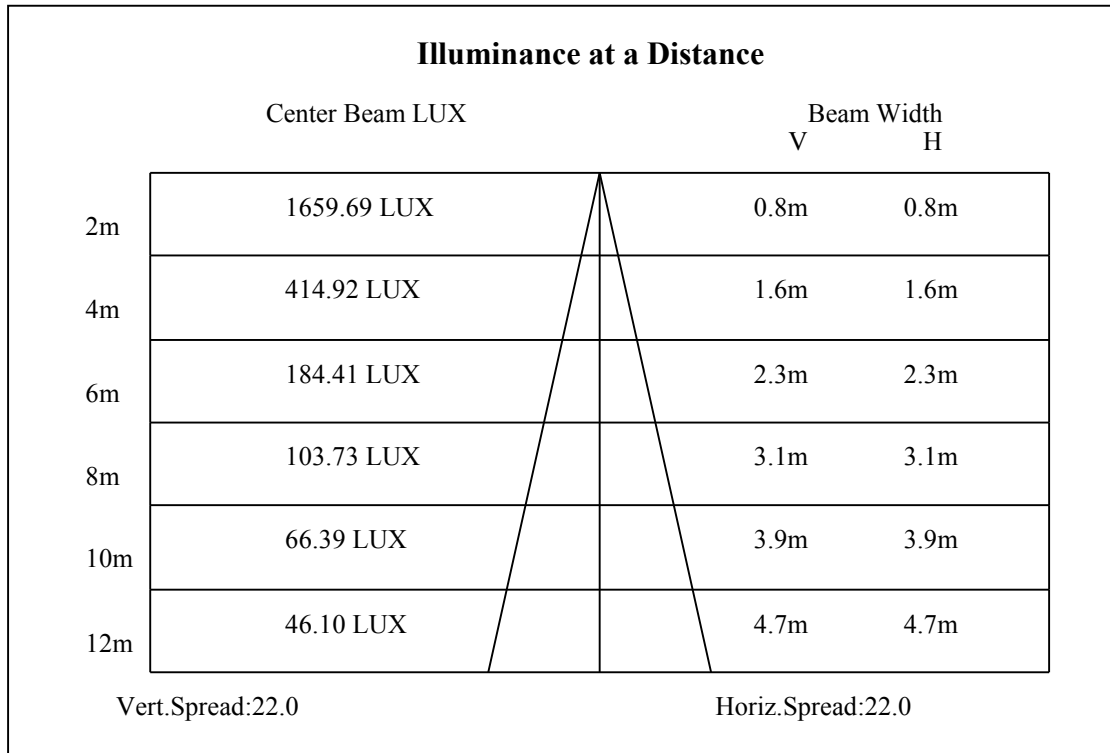 Illuminance at a Distance
Center Beam LUX Beam Width
V H
2m 1659.69 LUX 0.8m 0.8m
4m 414.92 LUX 1.6m 1.6m
6m 184.41 LUX 2.3m 2.3m
8m 103.73 LUX 3.1m 3.1m
10m 66.39 LUX 3.9m 3.9m
12m 46.10 LUX 4.7m 4.7m
Vert.Spread:22.0 Horiz.Spread:22.0